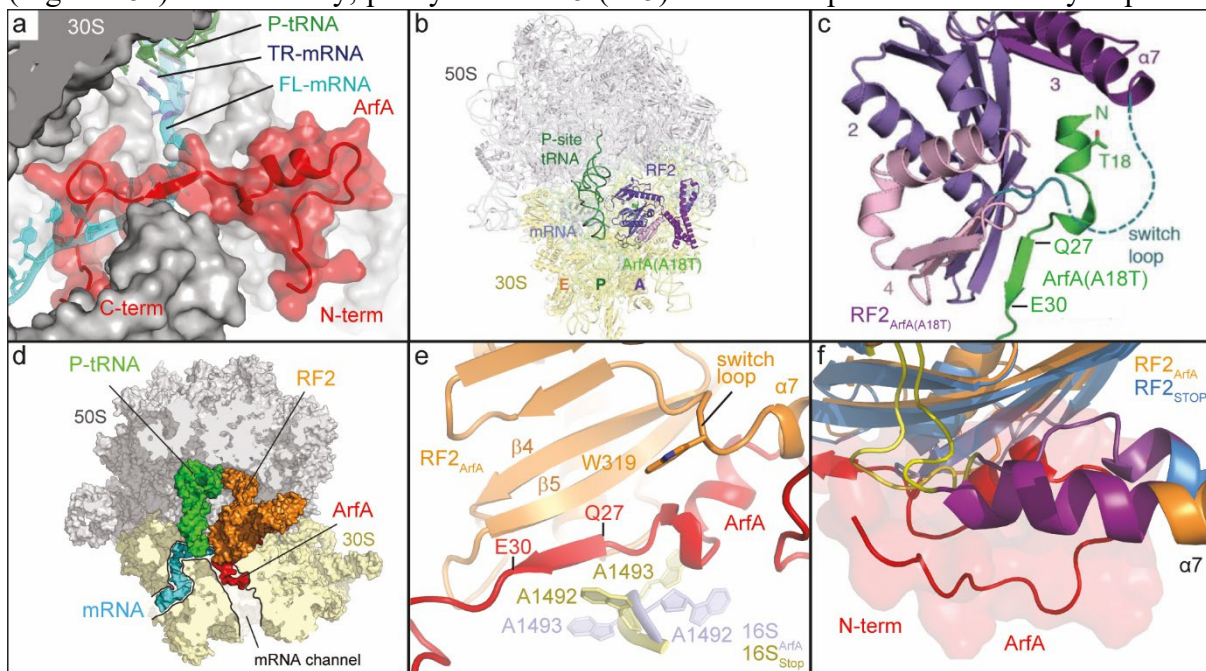 a
30S
P-tRNA
TR-mRNA
FL-mRNA
ArfA
C-term
N-term
b
50S
P-site
tRNA
RF2
mRNA
ArfA(A18T)
30S
E P A
c
α7
3
2
N
T18
switch
loop
Q27
ArfA(A18T)
4
E30
RF2ArfA(A18T)
d
P-tRNA
50S
RF2
ArfA
30S
mRNA
mRNA channel
e
switch
loop
α7
RF2ArfA
β4
W319
β5
Q27
ArfA
E30
A1493
A1492
A1493
A1492
16SArfA
16SStop
f
RF2ArfA
RF2STOP
α7
N-term
ArfA